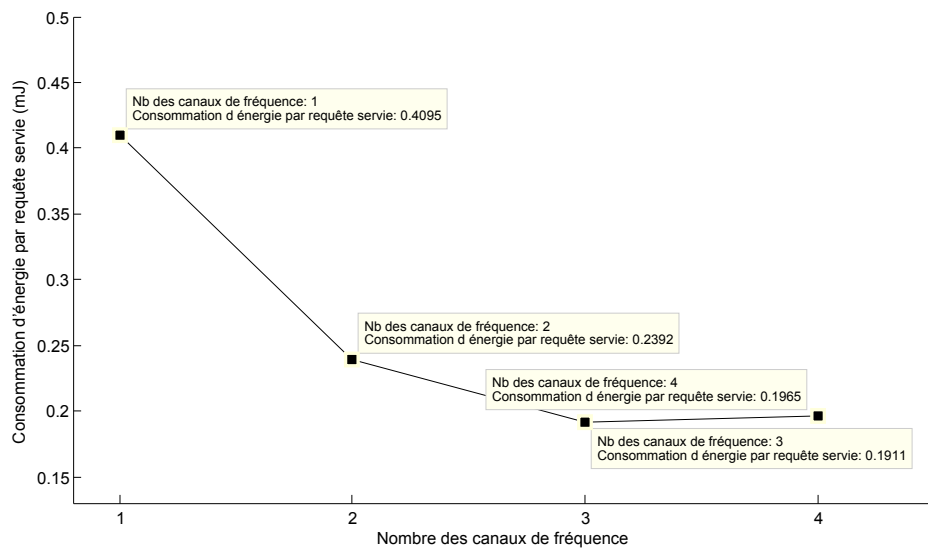 0.5
0.45
0.4
0.35
0.3
0.25
0.2
0.15
Consommation d'énergie par requête servie (mJ)
Nb des canaux de fréquence: 1
Consommation d énergie par requête servie: 0.4095
Nb des canaux de fréquence: 2
Consommation d énergie par requête servie: 0.2392
Nb des canaux de fréquence: 4
Consommation d énergie par requête servie: 0.1965
Nb des canaux de fréquence: 3
Consommation d énergie par requête servie: 0.1911
1 2 3 4
Nombre des canaux de fréquence